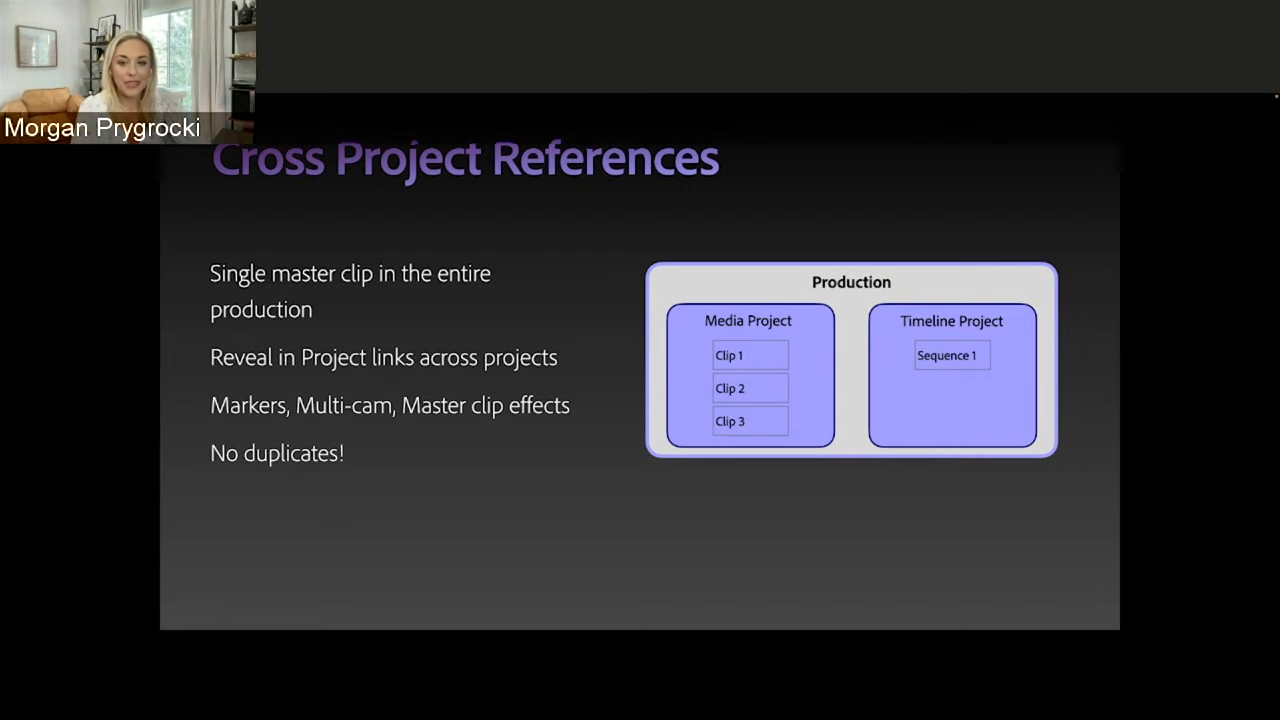 Morgan Prygrocki
Cross Project References
Single master clip in the entire
production
Reveal in Project links across projects
Markers, Multi-cam, Master clip effects
No duplicates!
Production
Media Project
Clip 1
Clip 2
Clip 3
Timeline Project
Sequence 1